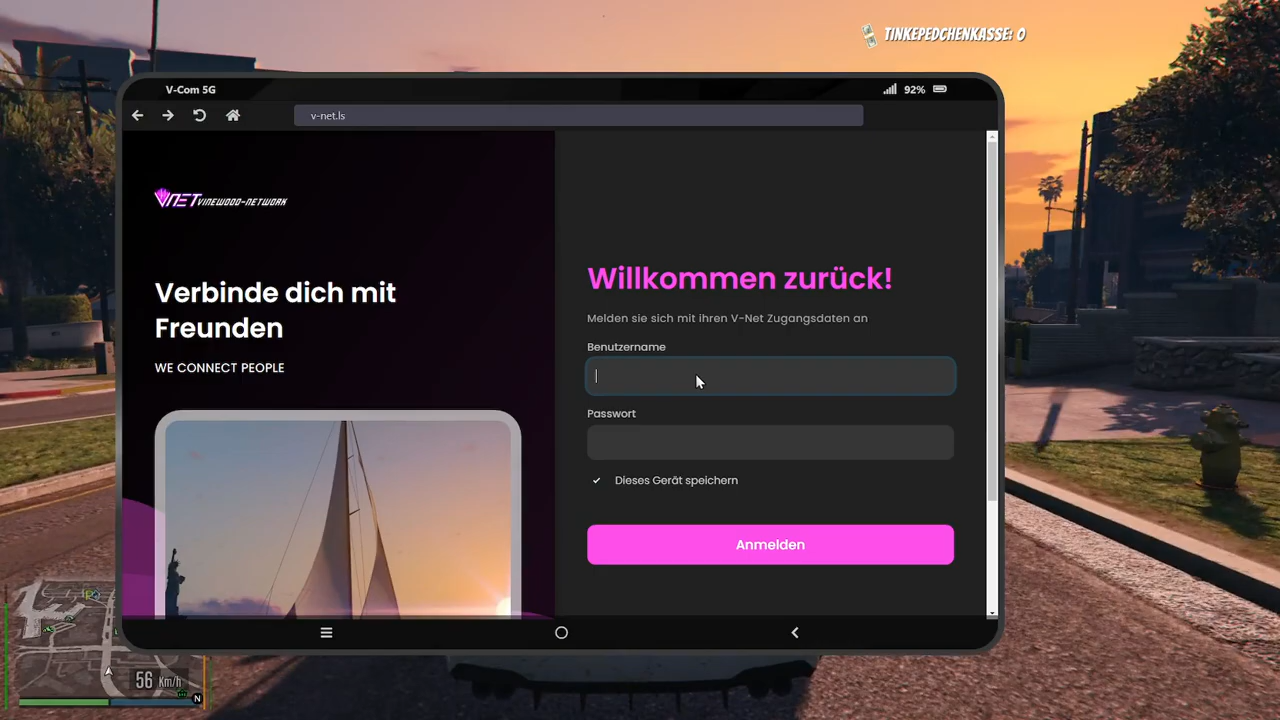 TINKEPEDCHENKASSE: 0
V-Com 5G
92%
v-net.ls
VNET VINEWOOD-NETWORK
Verbinde dich mit
Freunden
WE CONNECT PEOPLE
Willkommen zurück!
Melden sie sich mit ihren V-Net Zugangsdaten an
Benutzername
Passwort
Dieses Gerät speichern
Anmelden
56 Km/h
N